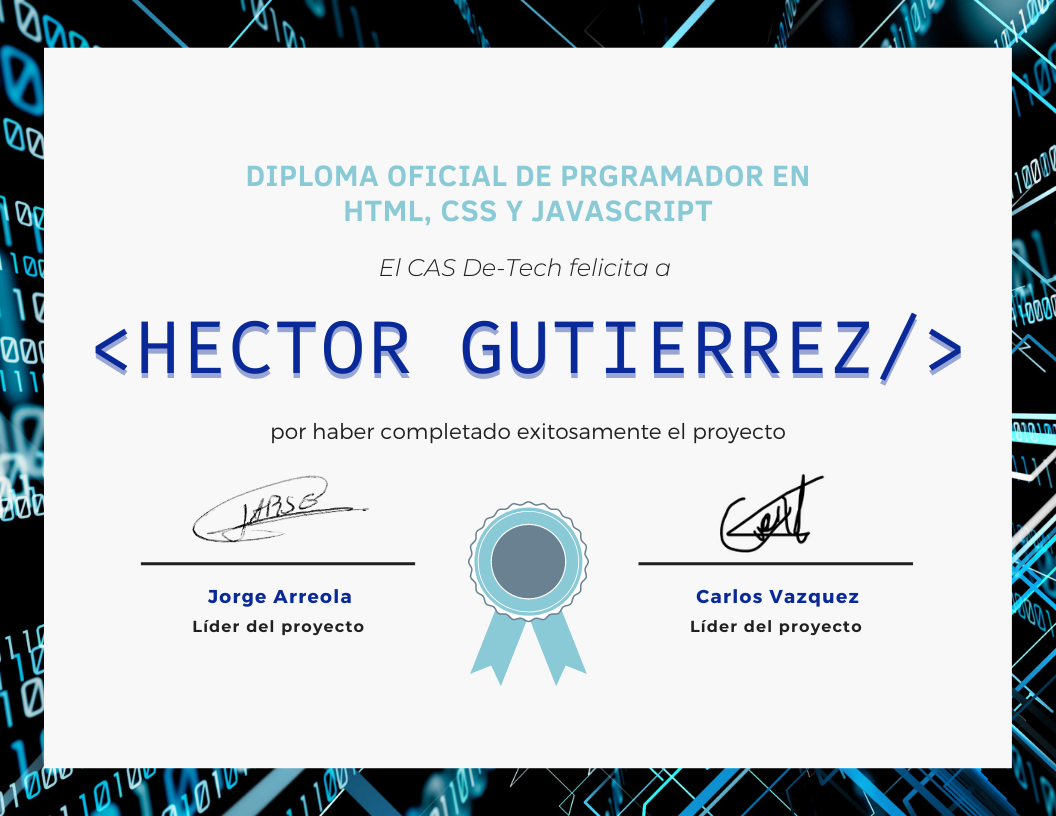 DIPLOMA OFICIAL DE PRGRAMADOR EN
HTML, CSS Y JAVASCRIPT
El CAS De-Tech felicita a
<HECTOR GUTIERREZ/>
por haber completado exitosamente el proyecto
Jorge Arreola
Carlos Vazquez
Líder del proyecto
Líder del proyecto